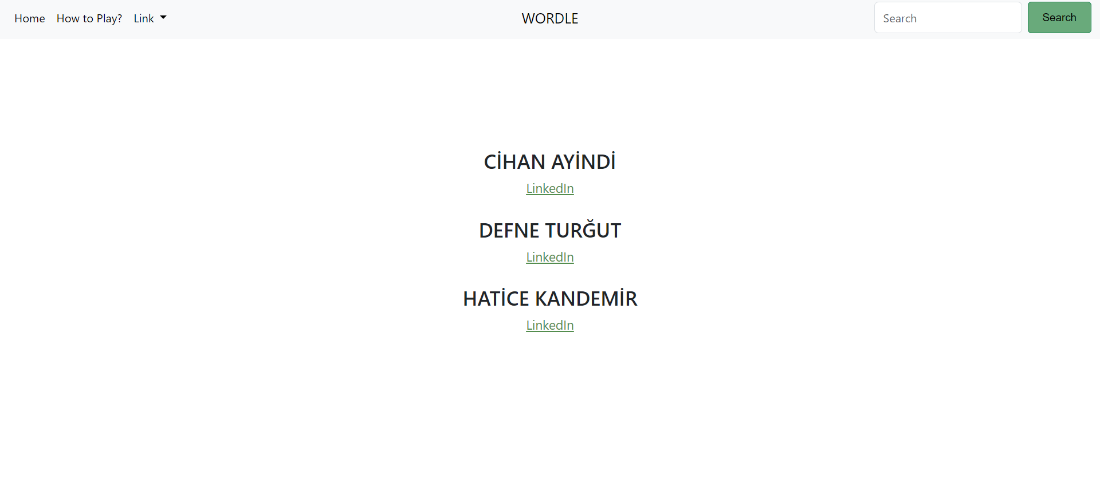 Home How to Play? Link WORDLE Search Search
CİHAN AYİNDİ
LinkedIn
DEFNE TURĞUT
LinkedIn
HATİCE KANDEMİR
LinkedIn